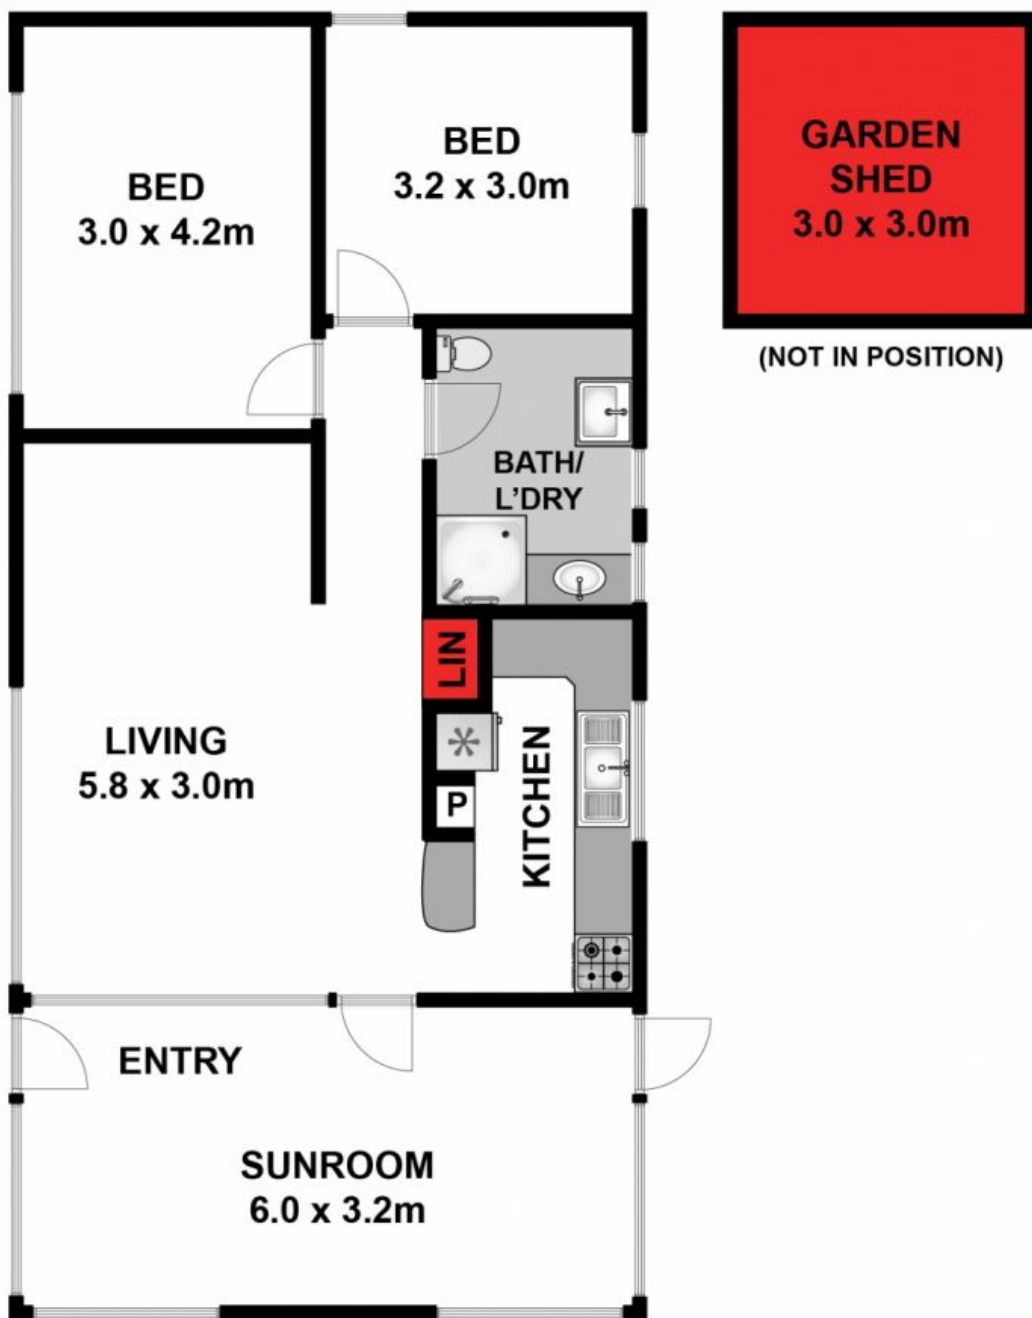 BED
3.0 x 4.2m
BED
3.2 x 3.0m
GARDEN
SHED
3.0 x 3.0m
(NOT IN POSITION)
BATH/
L'DRY
LIN
LIVING
5.8 x 3.0m
P
KITCHEN
ENTRY
SUNROOM
6.0 x 3.2m